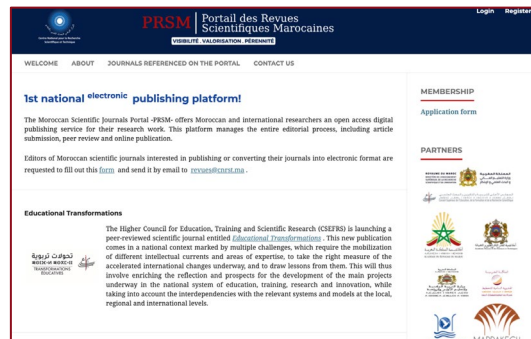 Login Register
PRSM Portail des Revues
Scientifiques Marocaines
VISIBILITÉ . VALORISATION . PÉRENNITÉ
WELCOME ABOUT JOURNALS REFERENCED ON THE PORTAL CONTACT US
1st national electronic publishing platform!
The Moroccan Scientific Journals Portal -PRSM- offers Moroccan and international researchers an open access digital
publishing service for their research work. This platform manages the entire editorial process, including article
submission, peer review and online publication.
Editors of Moroccan scientific journals interested in publishing or converting their journals into electronic format are
requested to fill out this form and send it by email to revues@cnrst.ma .
Educational Transformations
The Higher Council for Education, Training and Scientific Research (CSEFRS) is launching a
peer-reviewed scientific journal entitled Educational Transformations . This new publication
comes in a national context marked by multiple challenges, which require the mobilization
of different intellectual currents and areas of expertise, to take the right measure of the
accelerated international changes underway, and to draw lessons from them. This will thus
involve enriching the reflection and prospects for the development of the main projects
underway in the national system of education, training, research and innovation, while
taking into account the interdependencies with the relevant systems and models at the local,
regional and international levels.
تحولات تربوية
TRANSFORMATIONS
EDUCATIVES
MEMBERSHIP
Application form
PARTNERS
ROYAUME DU MAROC
المملكة المغربية
MARRAKECH